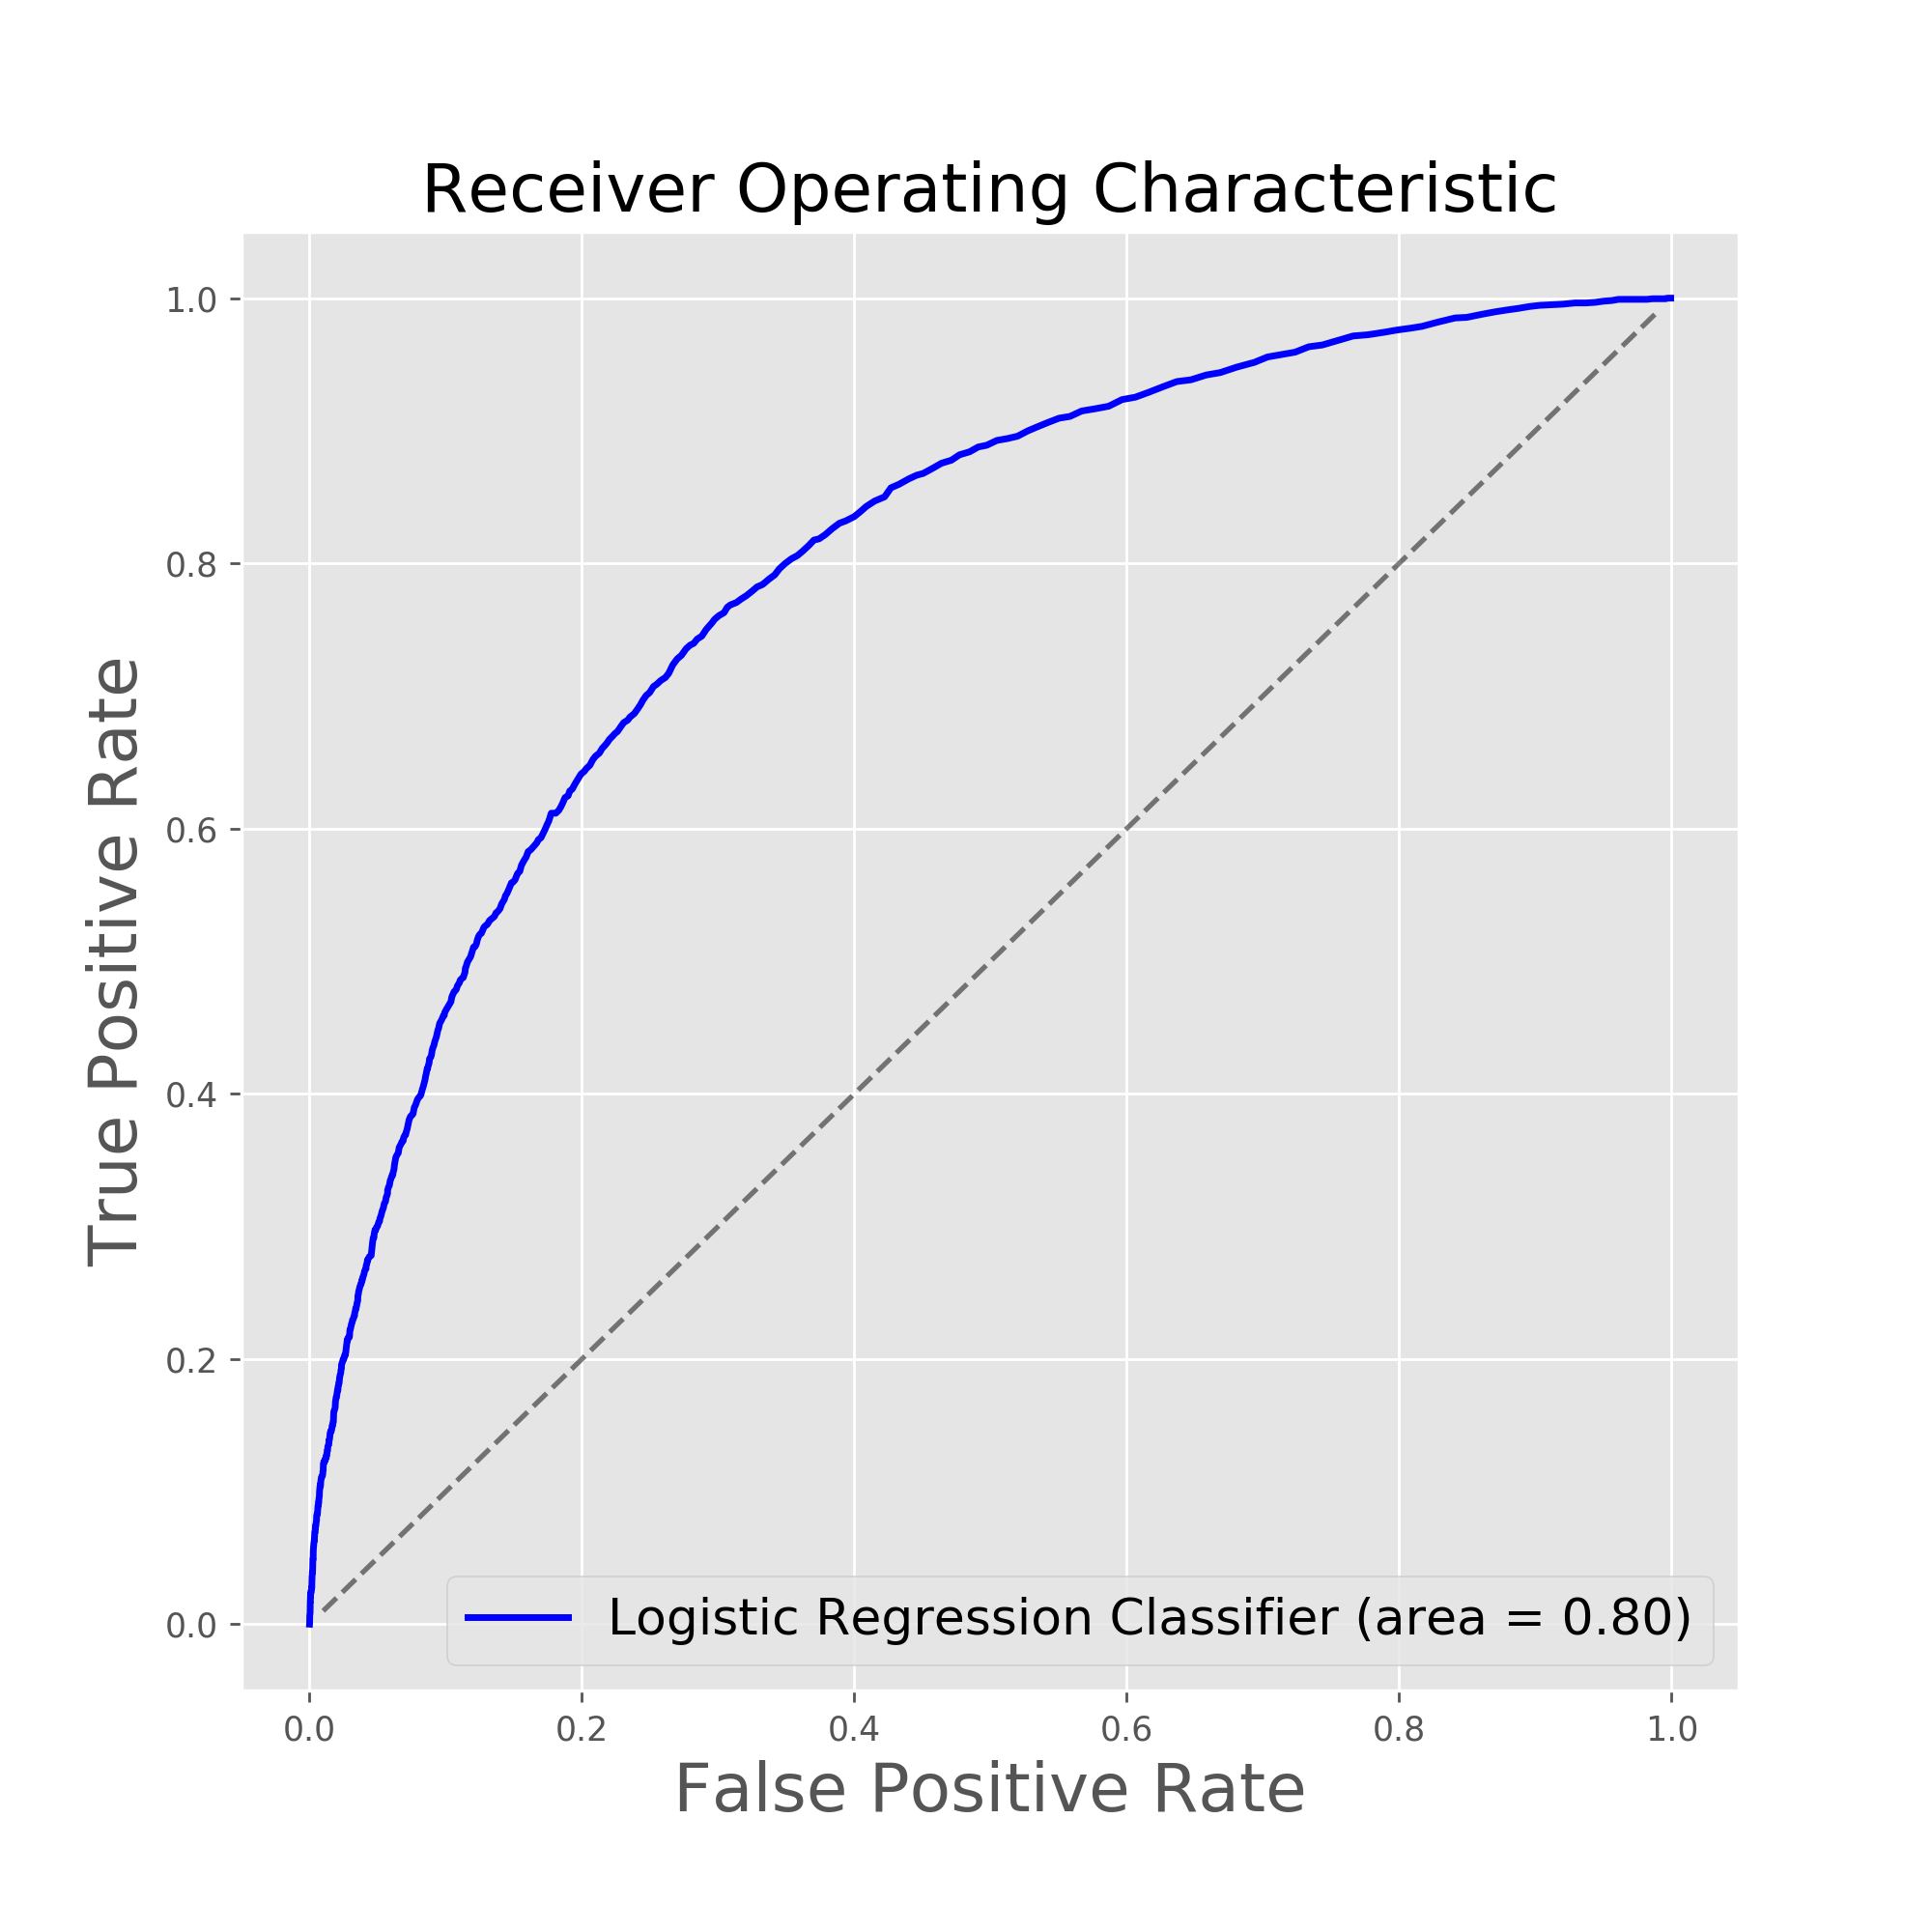 Receiver Operating Characteristic
1.0
0.8
0.6
0.4
0.2
0.0
True Positive Rate
Logistic Regression Classifier (area = 0.80)
0.0 0.2 0.4 0.6 0.8 1.0
False Positive Rate